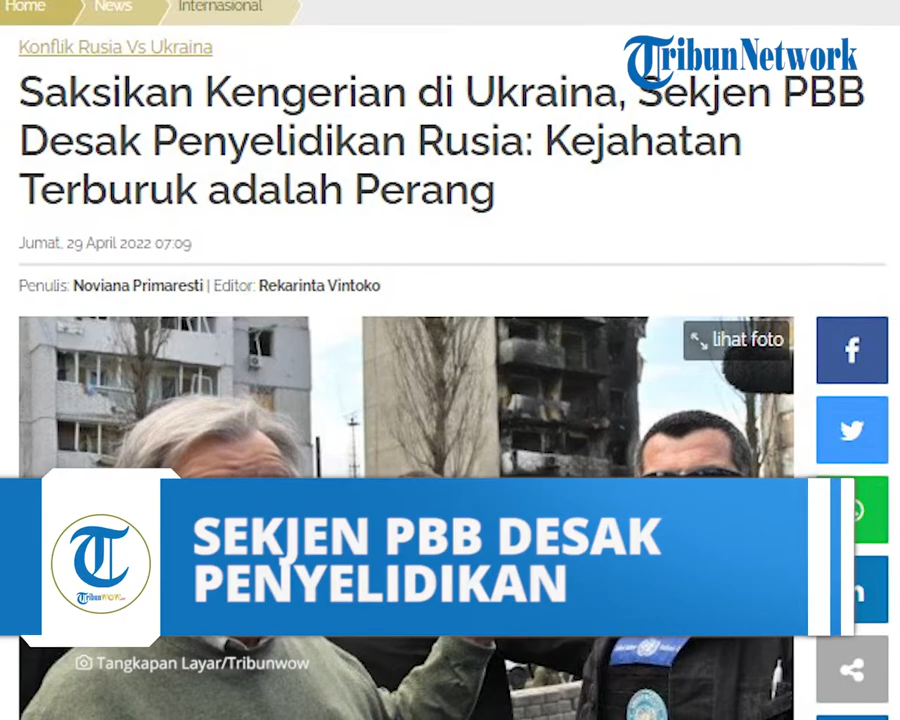 Home News Internasional
Konflik Rusia Vs Ukraina
TribunNetwork
Saksikan Kengerian di Ukraina, Sekjen PBB
Desak Penyelidikan Rusia: Kejahatan
Terburuk adalah Perang
Jumat, 29 April 2022 07:09
Penulis: Noviana Primaresti | Editor: Rekarinta Vintoko
lihat foto
SEKJEN PBB DESAK
PENYELIDIKAN
Tangkapan Layar/Tribunwow